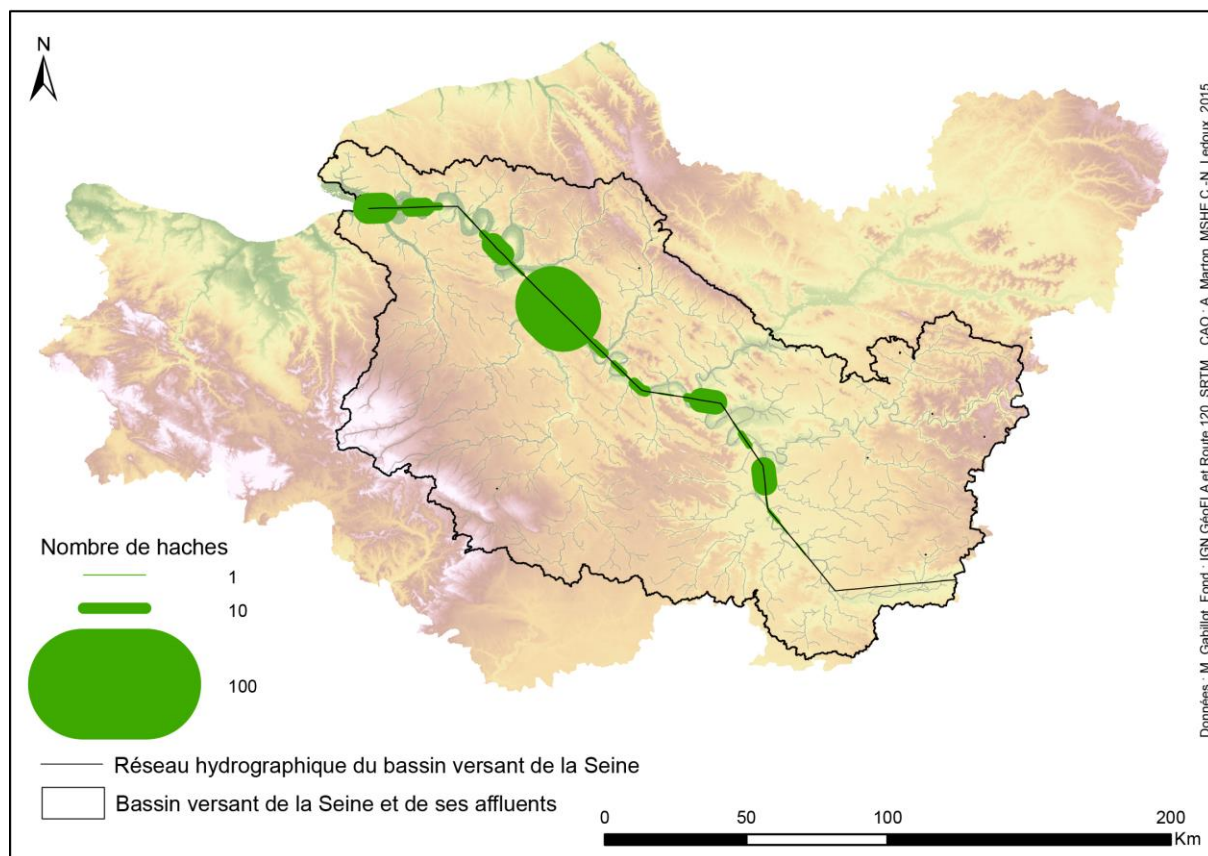 N
Nombre de haches
1
10
100
Réseau hydrographique du bassin versant de la Seine
Bassin versant de la Seine et de ses affluents
0 50 100 200
Km
Données : M. Gabillot Fond : IGN GéoFLA et Route 120, SRTM CAO : A. Marton, MSHE C.-N. Ledoux, 2015